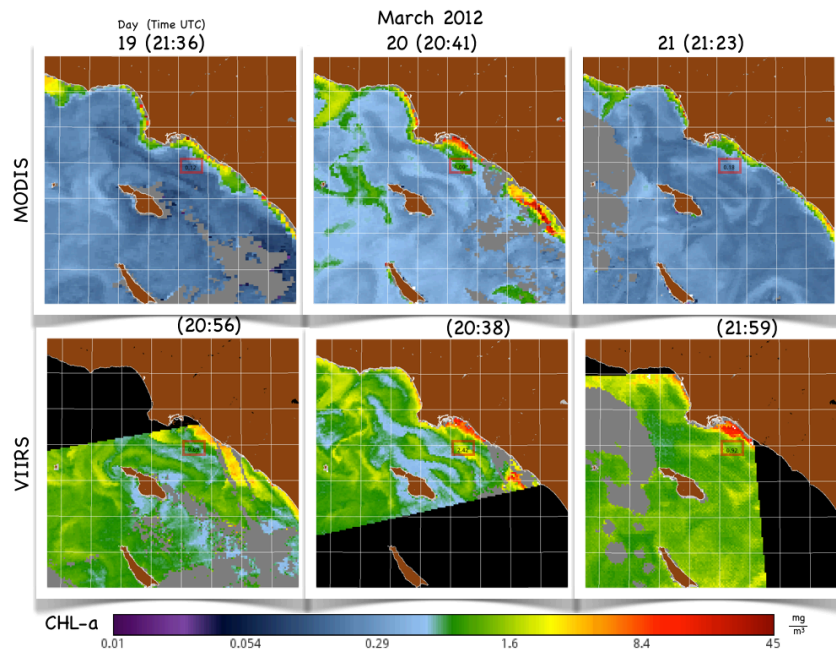 March 2012
Day (Time UTC)
19 (21:36) 20 (20:41) 21 (21:23)
MODIS
(20:56) (20:38) (21:59)
VIIRS
CHL-a
0.01 0.054 0.29 1.6 8.4 45
mg
m³